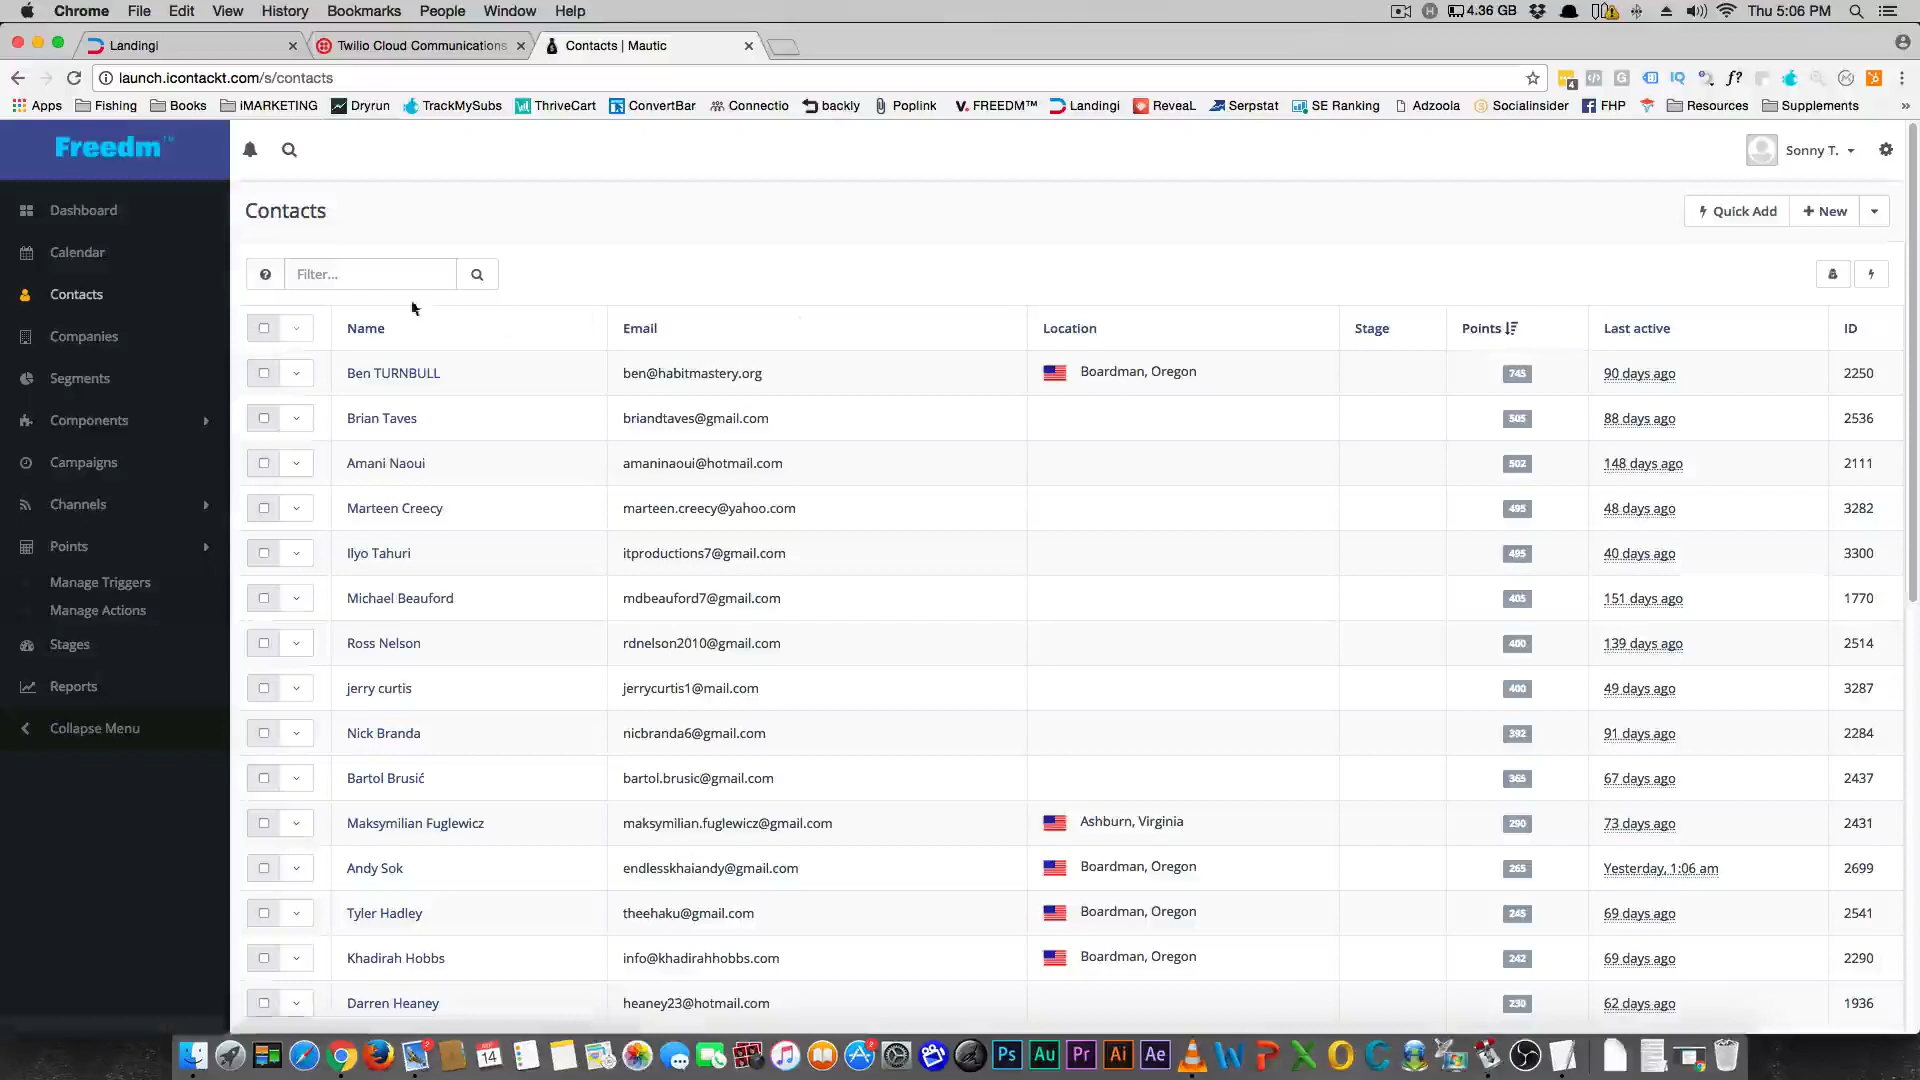 Chrome File Edit View History Bookmarks People Window Help 4.36 GB Thu 5:06 PM
Landingi Twilio Cloud Communications Contacts | Mautic
launch.icontackt.com/s/contacts
Apps Fishing Books iMARKETING Dryrun TrackMySubs ThriveCart ConvertBar Connectio backly Poplink V. FREEDM™ Landingi ReveaL Serpstat SE Ranking Adzoola Socialinsider FHP Resources Supplements »
Freedm™ Sonny T.
Dashboard
Calendar
Contacts
Companies
Segments
Components
Campaigns
Channels
Points
Manage Triggers
Manage Actions
Stages
Reports
Collapse Menu
Contacts Quick Add + New
Filter...
Name Email Location Stage Points Last active ID
Ben TURNBULL ben@habitmastery.org Boardman, Oregon 745 90 days ago 2250
Brian Taves briandtaves@gmail.com 505 88 days ago 2536
Amani Naoui amaninaoui@hotmail.com 502 148 days ago 2111
Marteen Creecy marteen.creecy@yahoo.com 495 48 days ago 3282
Ilyo Tahuri itproductions7@gmail.com 495 40 days ago 3300
Michael Beauford mdbeauford7@gmail.com 405 151 days ago 1770
Ross Nelson rdnelson2010@gmail.com 400 139 days ago 2514
jerry curtis jerrycurtis1@mail.com 400 49 days ago 3287
Nick Branda nicbranda6@gmail.com 392 91 days ago 2284
Bartol Brusić bartol.brusic@gmail.com 365 67 days ago 2437
Maksymilian Fuglewicz maksymilian.fuglewicz@gmail.com Ashburn, Virginia 290 73 days ago 2431
Andy Sok endlesskhaiandy@gmail.com Boardman, Oregon 265 Yesterday, 1:06 am 2699
Tyler Hadley theehaku@gmail.com Boardman, Oregon 245 69 days ago 2541
Khadirah Hobbs info@khadirahhobbs.com Boardman, Oregon 242 69 days ago 2290
Darren Heaney heaney23@hotmail.com 230 62 days ago 1936
14 Ps Au Pr Ai Ae